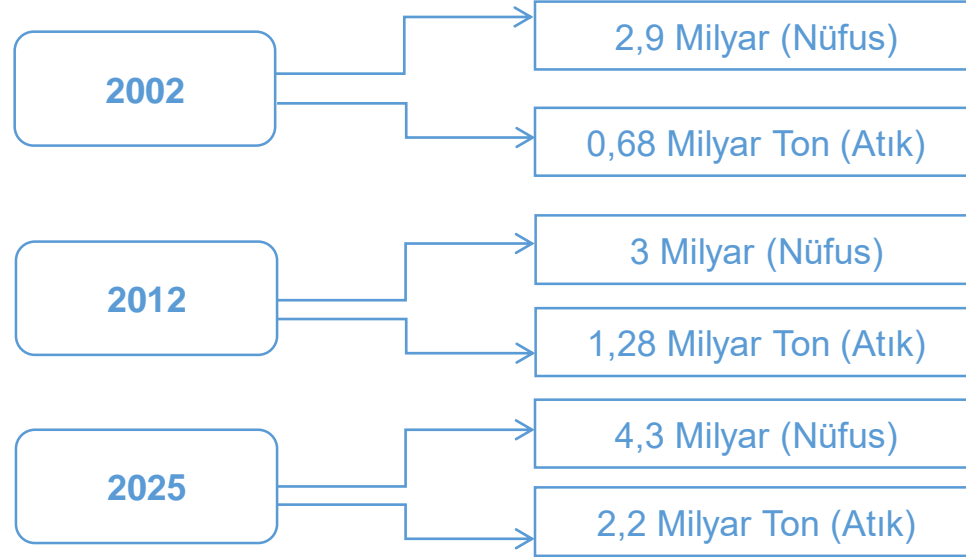 2002
2,9 Milyar (Nüfus)
0,68 Milyar Ton (Atık)
2012
3 Milyar (Nüfus)
1,28 Milyar Ton (Atık)
2025
4,3 Milyar (Nüfus)
2,2 Milyar Ton (Atık)